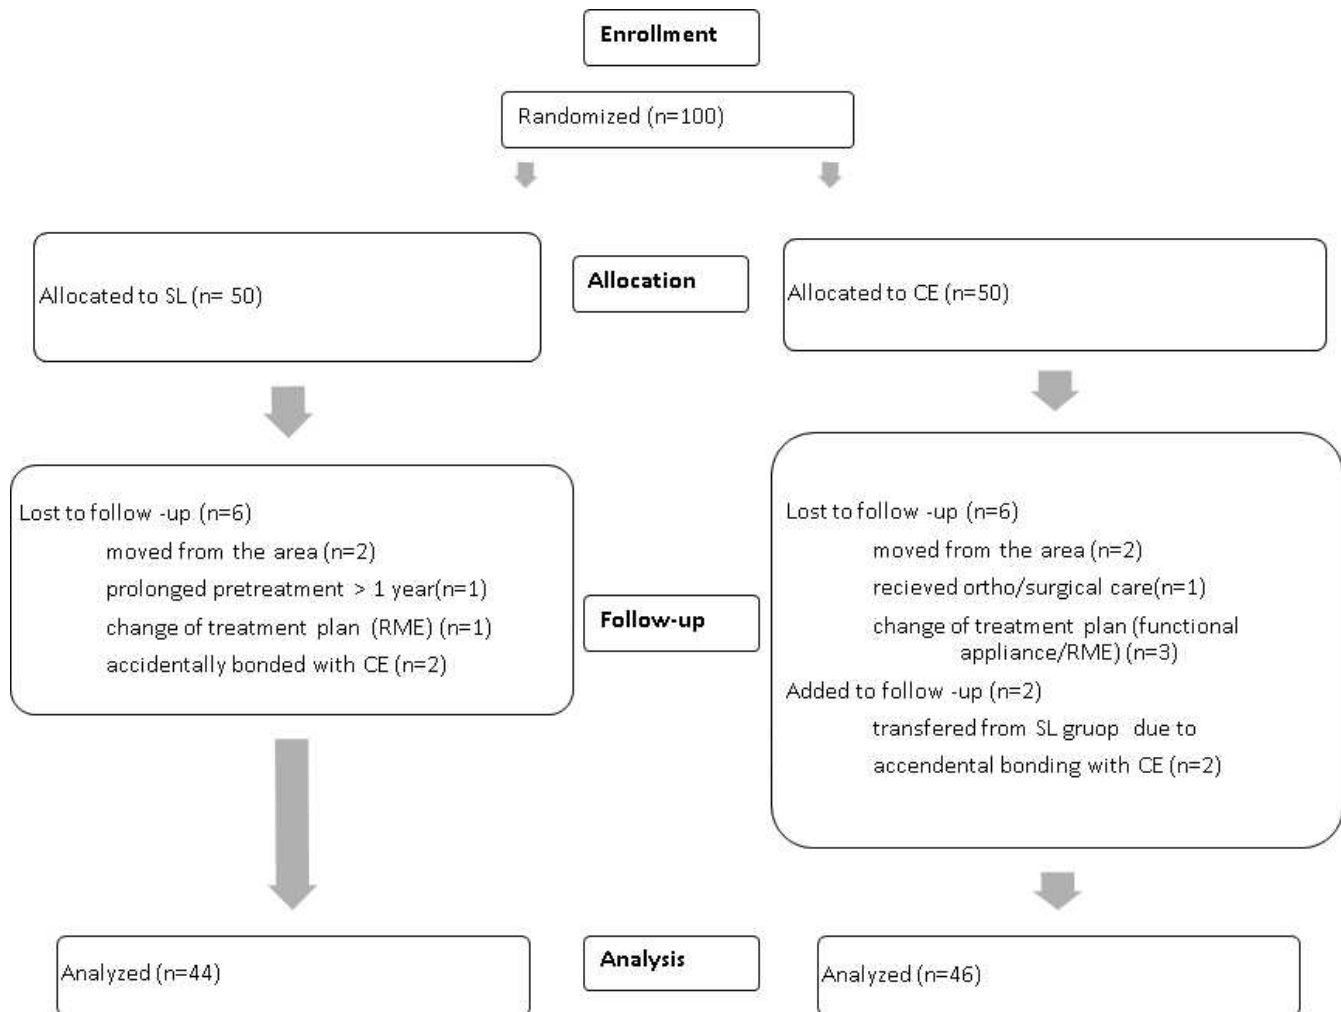 Enrollment
Randomized (n=100)
Allocated to SL (n= 50)
Allocation
Allocated to CE (n=50)
Lost to follow -up (n=6)
moved from the area (n=2)
prolonged pretreatment > 1 year(n=1)
change of treatment plan (RME) (n=1)
accidentally bonded with CE (n=2)
Follow-up
Lost to follow -up (n=6)
moved from the area (n=2)
recieved ortho/surgical care(n=1)
change of treatment plan (functional
appliance/RME) (n=3)
Added to follow -up (n=2)
transfered from SL gruop due to
accendental bonding with CE (n=2)
Analyzed (n=44)
Analysis
Analyzed (n=46)